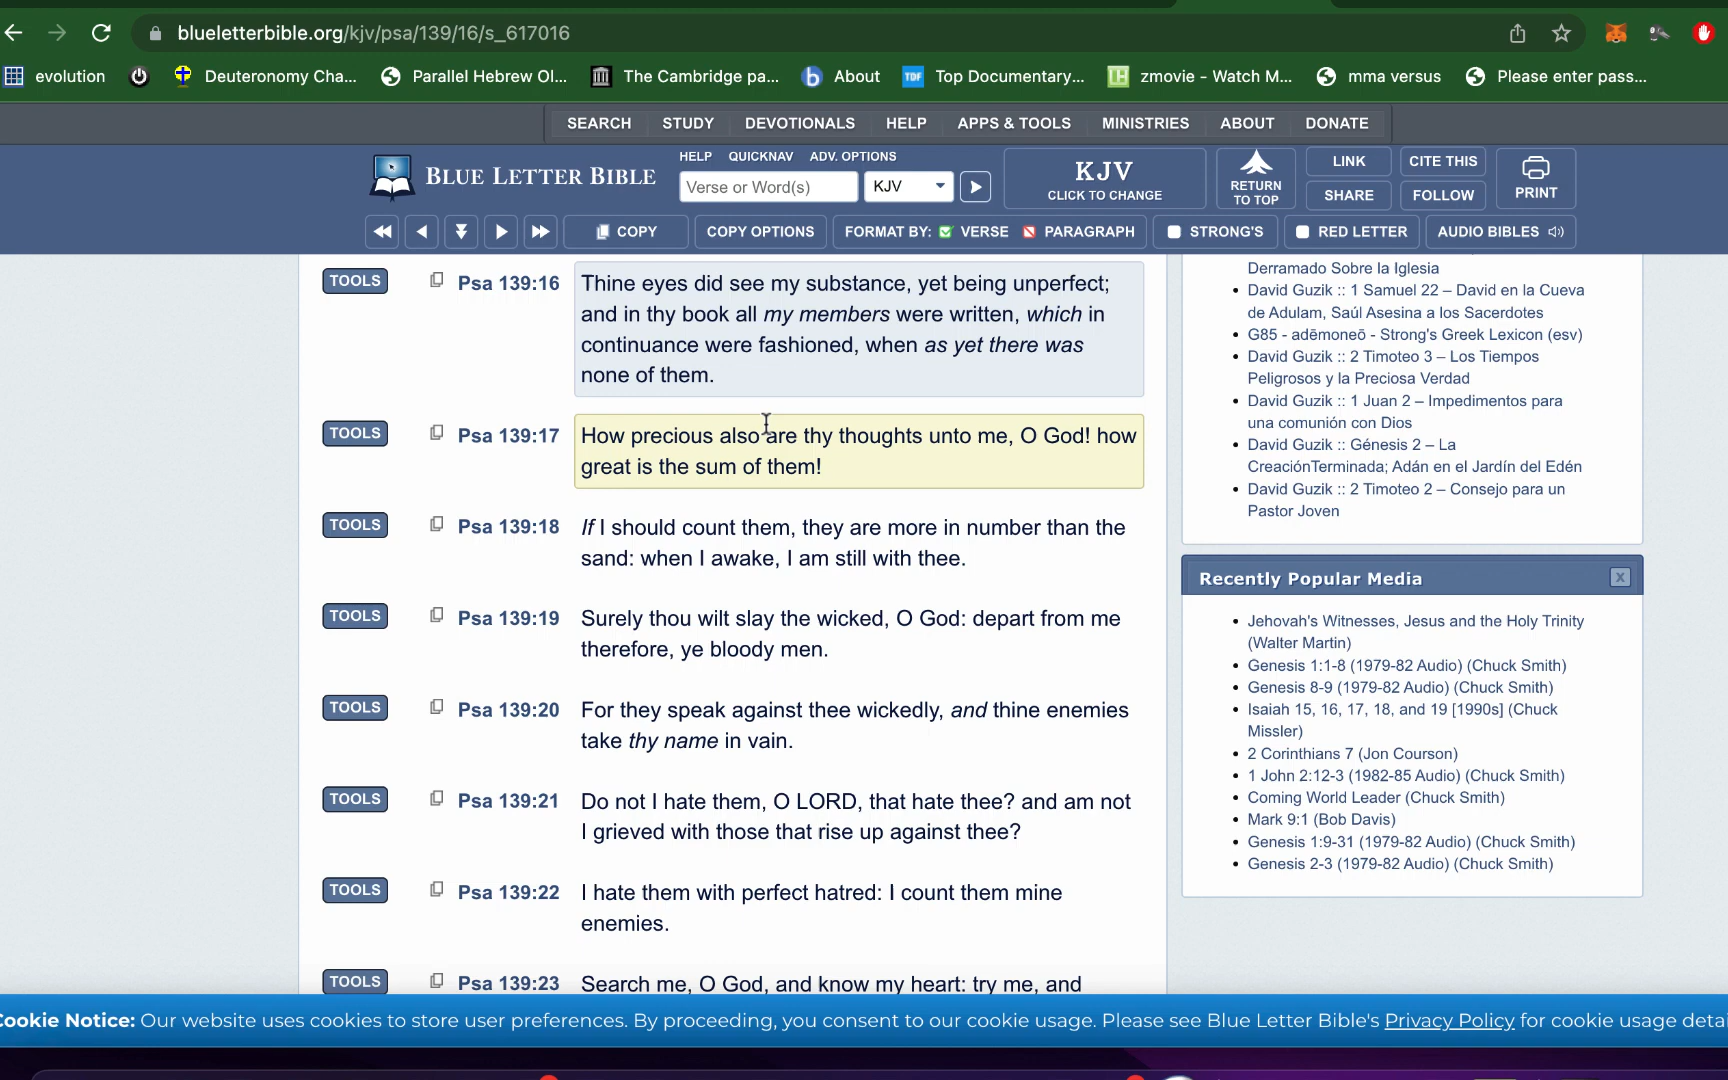 blueletterbible.org/kjv/psa/139/16/s_617016
evolution Deuteronomy Cha... Parallel Hebrew Ol... The Cambridge pa... About Top Documentary... zmovie - Watch M... mma versus Please enter pass...
SEARCH STUDY DEVOTIONALS HELP APPS & TOOLS MINISTRIES ABOUT DONATE
BLUE LETTER BIBLE
HELP QUICKNAV ADV. OPTIONS
Verse or Word(s) KJV
KJV
CLICK TO CHANGE
RETURN
TO TOP
LINK CITE THIS
SHARE FOLLOW
PRINT
COPY COPY OPTIONS FORMAT BY: VERSE PARAGRAPH STRONG'S RED LETTER AUDIO BIBLES
TOOLS Psa 139:16 Thine eyes did see my substance, yet being unperfect;
and in thy book all my members were written, which in
continuance were fashioned, when as yet there was
none of them.
TOOLS Psa 139:17 How precious also are thy thoughts unto me, O God! how
great is the sum of them!
TOOLS Psa 139:18 If I should count them, they are more in number than the
sand: when I awake, I am still with thee.
TOOLS Psa 139:19 Surely thou wilt slay the wicked, O God: depart from me
therefore, ye bloody men.
TOOLS Psa 139:20 For they speak against thee wickedly, and thine enemies
take thy name in vain.
TOOLS Psa 139:21 Do not I hate them, O LORD, that hate thee? and am not
I grieved with those that rise up against thee?
TOOLS Psa 139:22 I hate them with perfect hatred: I count them mine
enemies.
TOOLS Psa 139:23 Search me, O God, and know my heart: try me, and
Derramado Sobre la Iglesia
David Guzik :: 1 Samuel 22 – David en la Cueva
de Adulam, Saúl Asesina a los Sacerdotes
G85 - adēmoneō - Strong's Greek Lexicon (esv)
David Guzik :: 2 Timoteo 3 – Los Tiempos
Peligrosos y la Preciosa Verdad
David Guzik :: 1 Juan 2 – Impedimentos para
una comunión con Dios
David Guzik :: Génesis 2 – La
CreaciónTerminada; Adán en el Jardín del Edén
David Guzik :: 2 Timoteo 2 – Consejo para un
Pastor Joven
Recently Popular Media x
Jehovah's Witnesses, Jesus and the Holy Trinity
(Walter Martin)
Genesis 1:1-8 (1979-82 Audio) (Chuck Smith)
Genesis 8-9 (1979-82 Audio) (Chuck Smith)
Isaiah 15, 16, 17, 18, and 19 [1990s] (Chuck
Missler)
2 Corinthians 7 (Jon Courson)
1 John 2:12-3 (1982-85 Audio) (Chuck Smith)
Coming World Leader (Chuck Smith)
Mark 9:1 (Bob Davis)
Genesis 1:9-31 (1979-82 Audio) (Chuck Smith)
Genesis 2-3 (1979-82 Audio) (Chuck Smith)
Cookie Notice: Our website uses cookies to store user preferences. By proceeding, you consent to our cookie usage. Please see Blue Letter Bible's Privacy Policy for cookie usage detai